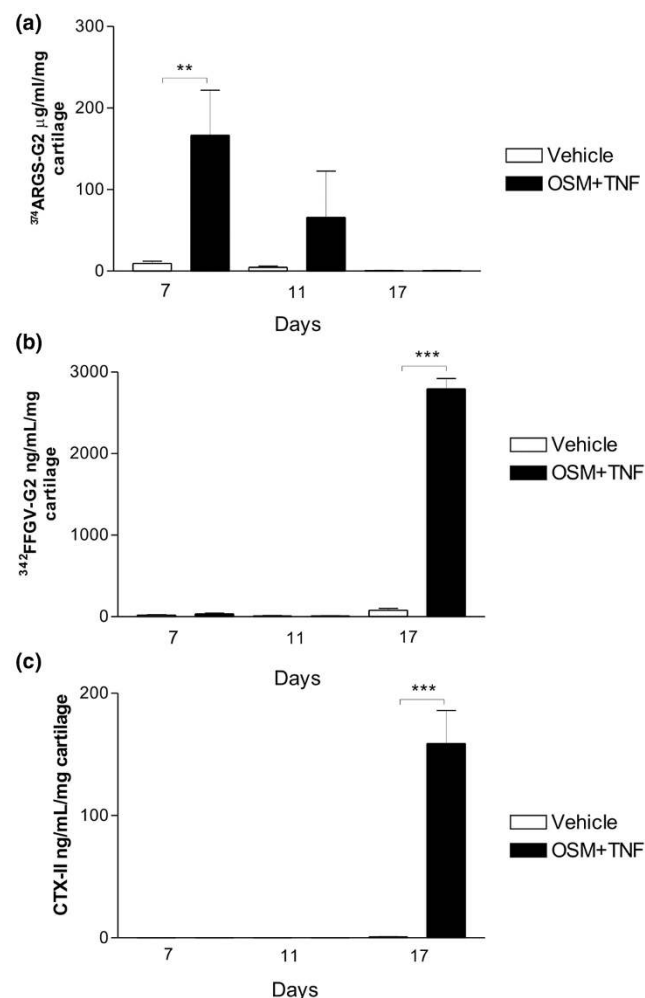 (a)
300
200
100
0
³⁷⁴ARGS-G2 μg/ml/mg
cartilage
**
Vehicle
OSM+TNF
7 11 17
Days
(b)
3000
2000
1000
0
³⁴²FFGV-G2 ng/mL/mg
cartilage
***
Vehicle
OSM+TNF
7 11 17
Days
(c)
200
100
0
CTX-II ng/mL/mg cartilage
***
Vehicle
OSM+TNF
7 11 17
Days